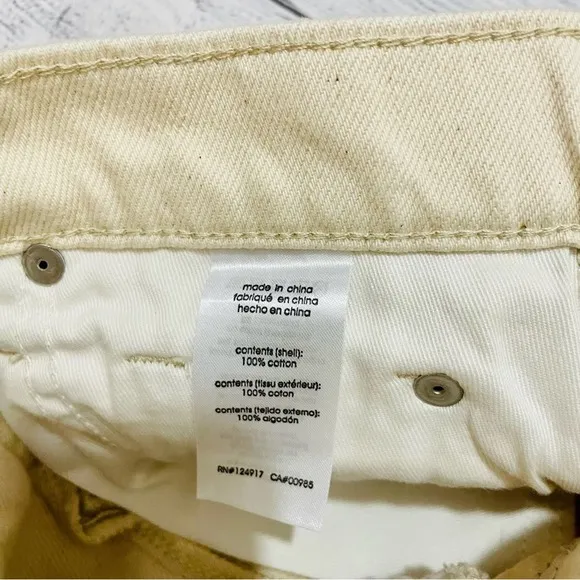 made in china
fabriqué en china
hecho en china
contents (shell):
100% cotton
contents (tissu extérieur):
100% coton
contents (tejido externo):
100% algodón
RN#124917 CA#00985